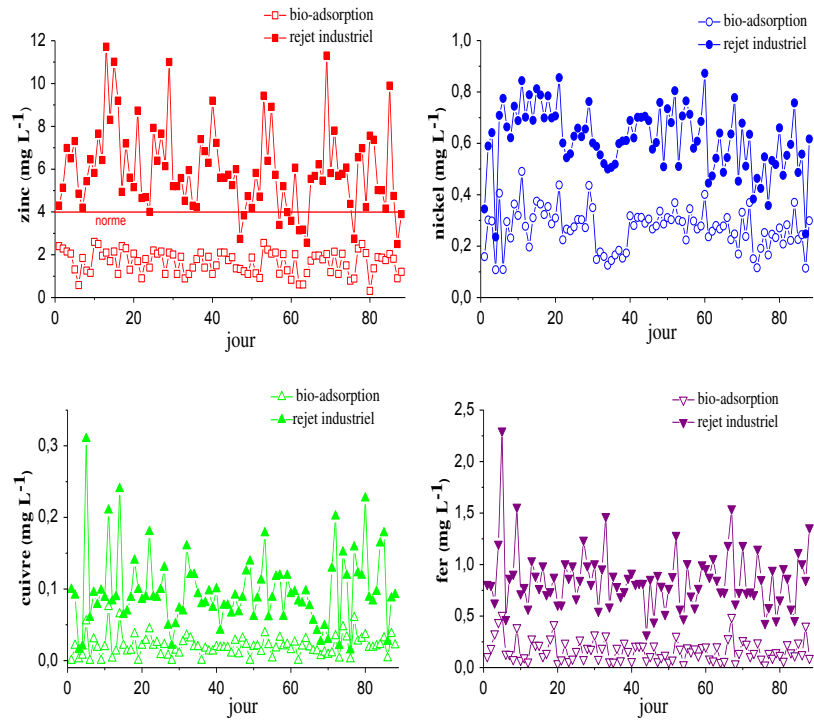 bio-adsorption
rejet industriel
12
10
8
6
4
2
0
norme
zinc (mg L⁻¹)
0 20 40 60 80
jour
bio-adsorption
rejet industriel
1,0
0,8
0,6
0,4
0,2
0,0
nickel (mg L⁻¹)
0 20 40 60 80
jour
bio-adsorption
rejet industriel
0,3
0,2
0,1
0,0
cuivre (mg L⁻¹)
0 20 40 60 80
jour
bio-adsorption
rejet industriel
2,5
2,0
1,5
1,0
0,5
0,0
fer (mg L⁻¹)
0 20 40 60 80
jour